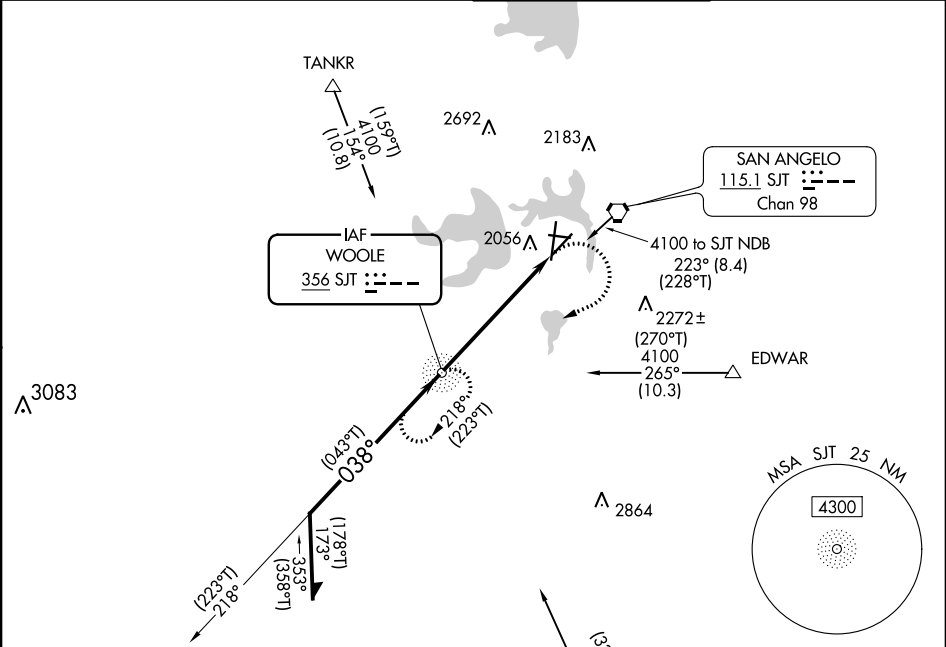 TANKR
(159°T)
4100
154°
(10.8)
2692
2183
SAN ANGELO
115.1 SJT
Chan 98
IAF
WOOLE
356 SJT
2056
4100 to SJT NDB
223° (8.4)
(228°T)
2272±
(270°T)
4100
265°
(10.3)
EDWAR
3083
218°
(223°T)
(043°T)
038°
MSA SJT 25 NM
4300
2864
(178°T)
173°
353°
(358°T)
(223°T)
218°